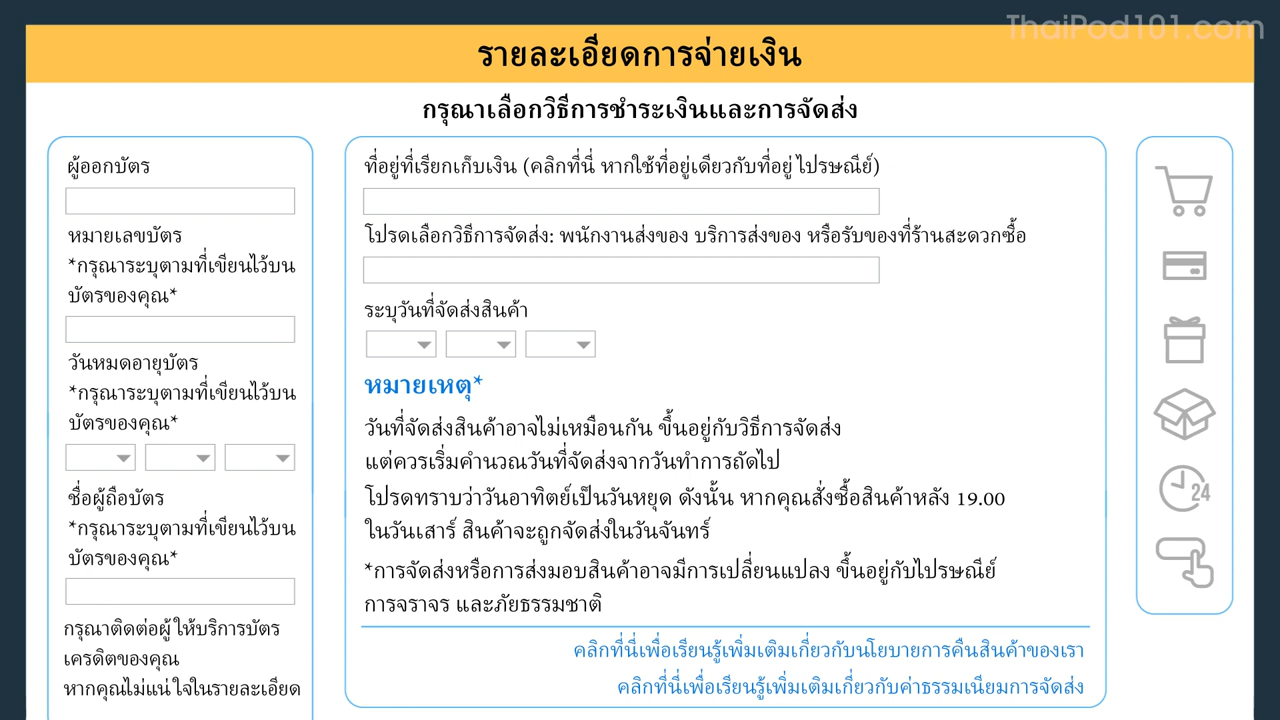 ThaiPod101.com
รายละเอียดการจ่ายเงิน
กรุณาเลือกวิธีการชำระเงินและการจัดส่ง
ผู้ออกบัตร
หมายเลขบัตร
*กรุณาระบุตามที่เขียนไว้บน
บัตรของคุณ*
วันหมดอายุบัตร
*กรุณาระบุตามที่เขียนไว้บน
บัตรของคุณ*
ชื่อผู้ถือบัตร
*กรุณาระบุตามที่เขียนไว้บน
บัตรของคุณ*
กรุณาติดต่อผู้ให้บริการบัตร
เครดิตของคุณ
หากคุณไม่แน่ใจในรายละเอียด
ที่อยู่ที่เรียกเก็บเงิน (คลิกที่นี่ หากใช้ที่อยู่เดียวกับที่อยู่ไปรษณีย์)
โปรดเลือกวิธีการจัดส่ง: พนักงานส่งของ บริการส่งของ หรือรับของที่ร้านสะดวกซื้อ
ระบุวันที่จัดส่งสินค้า
หมายเหตุ*
วันที่จัดส่งสินค้าอาจไม่เหมือนกัน ขึ้นอยู่กับวิธีการจัดส่ง
แต่ควรเริ่มคำนวณวันที่จัดส่งจากวันทำการถัดไป
โปรดทราบว่าวันอาทิตย์เป็นวันหยุด ดังนั้น หากคุณสั่งซื้อสินค้าหลัง 19.00
ในวันเสาร์ สินค้าจะถูกจัดส่งในวันจันทร์
*การจัดส่งหรือการส่งมอบสินค้าอาจมีการเปลี่ยนแปลง ขึ้นอยู่กับไปรษณีย์
การจราจร และภัยธรรมชาติ
คลิกที่นี่เพื่อเรียนรู้เพิ่มเติมเกี่ยวกับนโยบายการคืนสินค้าของเรา
คลิกที่นี่เพื่อเรียนรู้เพิ่มเติมเกี่ยวกับค่าธรรมเนียมการจัดส่ง
24